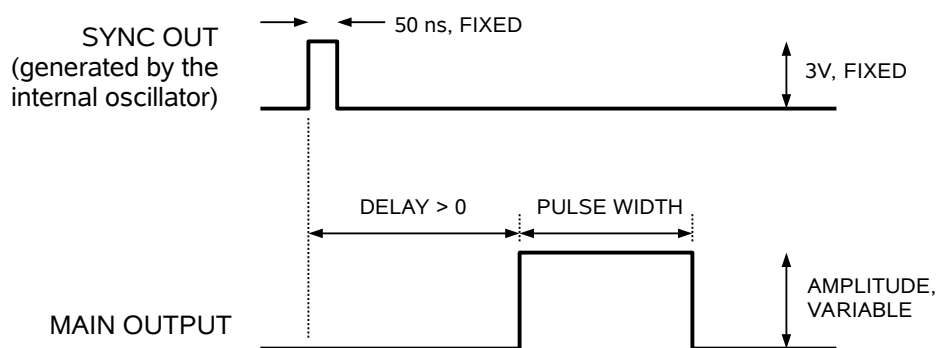 SYNC OUT
(generated by the
internal oscillator)
50 ns, FIXED
3V, FIXED
DELAY > 0
PULSE WIDTH
MAIN OUTPUT
AMPLITUDE,
VARIABLE